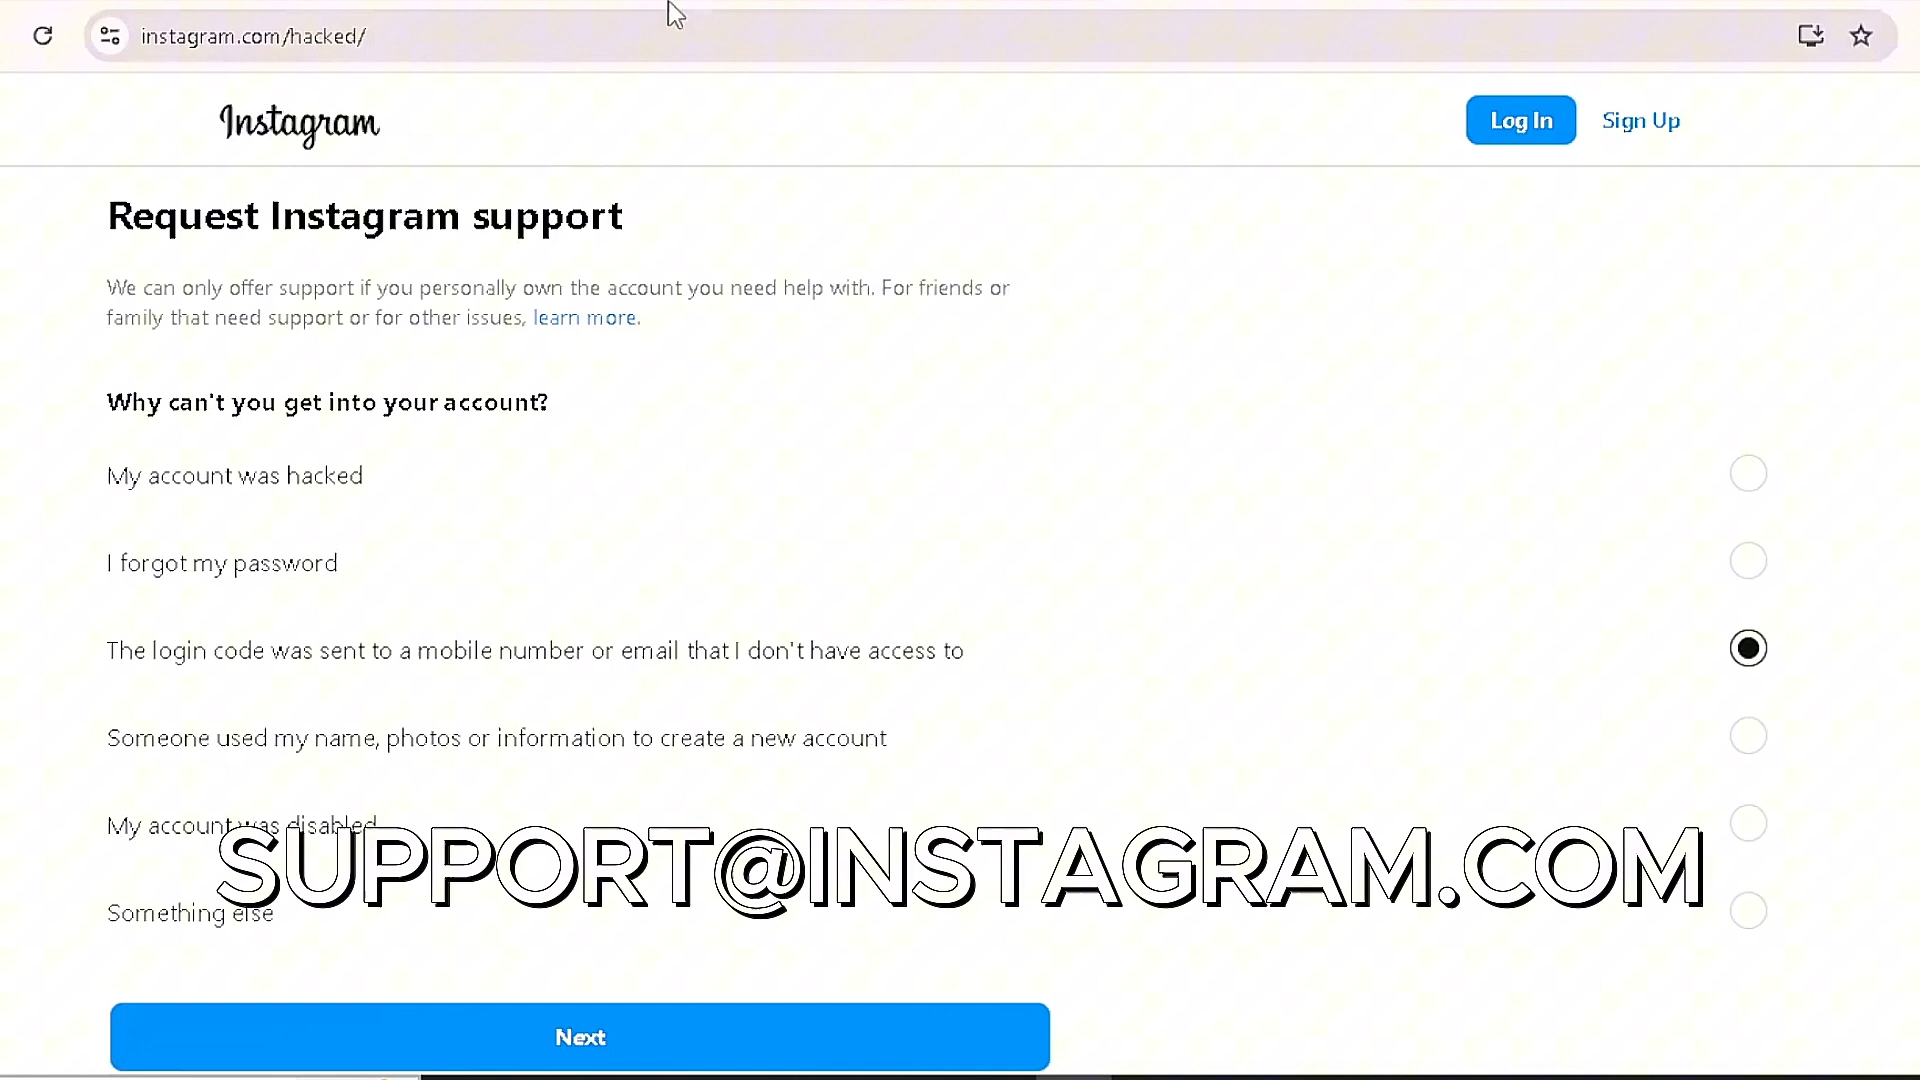 instagram.com/hacked/
Instagram
Log In
Sign Up
Request Instagram support
We can only offer support if you personally own the account you need help with. For friends or
family that need support or for other issues, learn more.
Why can't you get into your account?
My account was hacked
I forgot my password
The login code was sent to a mobile number or email that I don't have access to
Someone used my name, photos or information to create a new account
My account was disabled
SUPPORT@INSTAGRAM.COM
Something else
Next